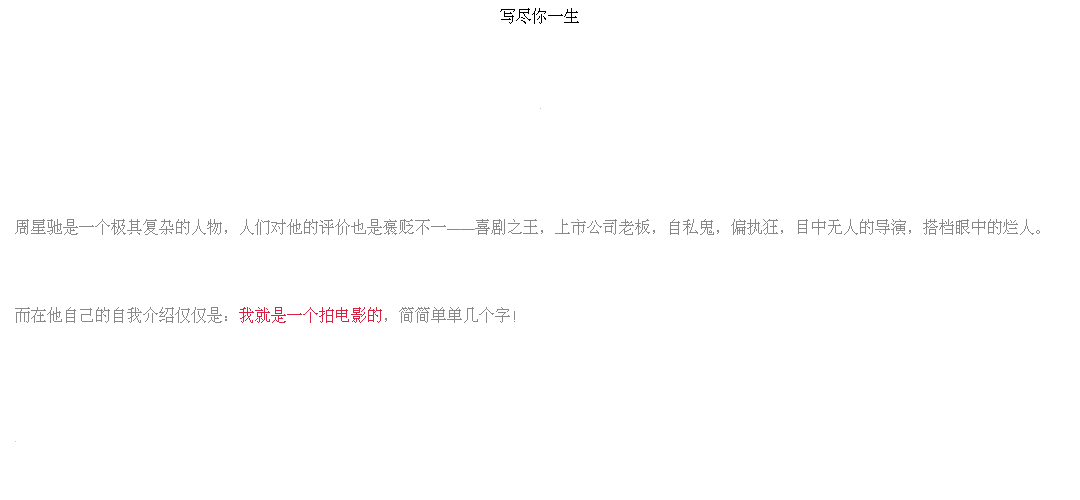 写尽你一生
周星驰是一个极其复杂的人物，人们对他的评价也是褒贬不一——喜剧之王，上市公司老板，自私鬼，偏执狂，目中无人的导演，搭档眼中的烂人。
而在他自己的自我介绍仅仅是：我就是一个拍电影的，简简单单几个字！